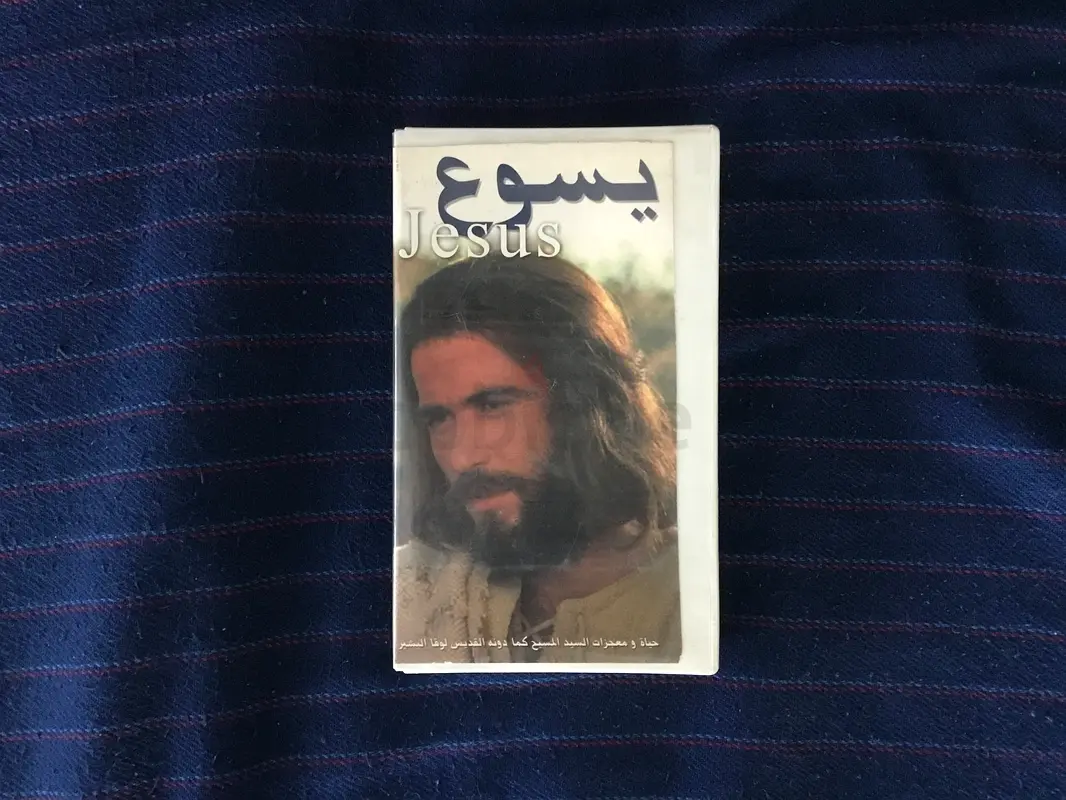 يسوع
Jesus
حياة و معجزات السيد المسيح كما دونه القديس لوقا البشير